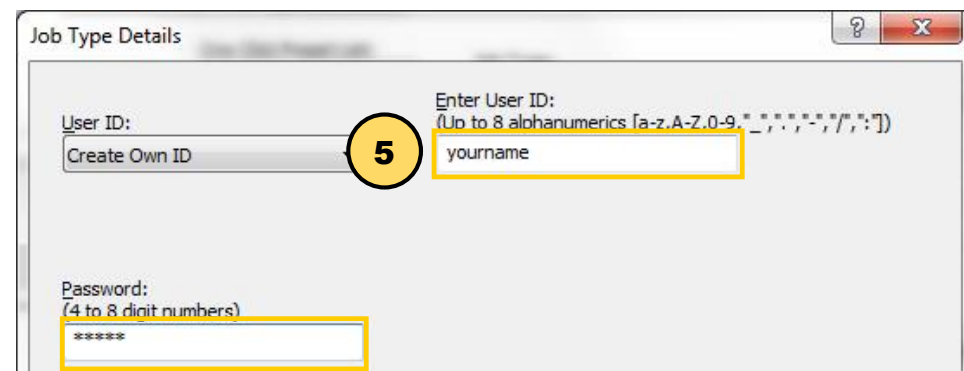 Job Type Details
?
X
User ID:
Create Own ID
5
Enter User ID:
(Up to 8 alphanumerics [a-z,A-Z,0-9,"_",".","-","/",":"])
yourname
Password:
(4 to 8 digit numbers)
*****